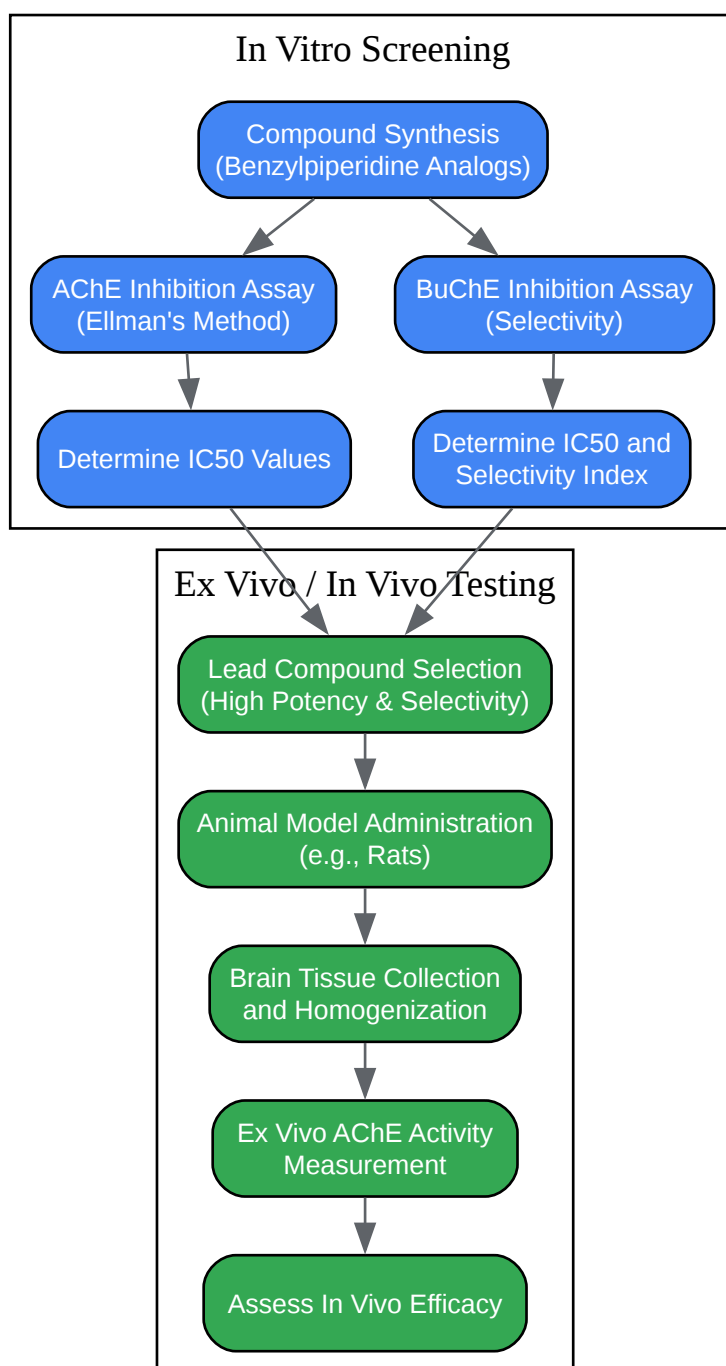 In Vitro Screening
Compound Synthesis
(Benzylpiperidine Analogs)
AChE Inhibition Assay
(Ellman's Method)
BuChE Inhibition Assay
(Selectivity)
Determine IC50 Values
Determine IC50 and
Selectivity Index
Ex Vivo / In Vivo Testing
Lead Compound Selection
(High Potency & Selectivity)
Animal Model Administration
(e.g., Rats)
Brain Tissue Collection
and Homogenization
Ex Vivo AChE Activity
Measurement
Assess In Vivo Efficacy